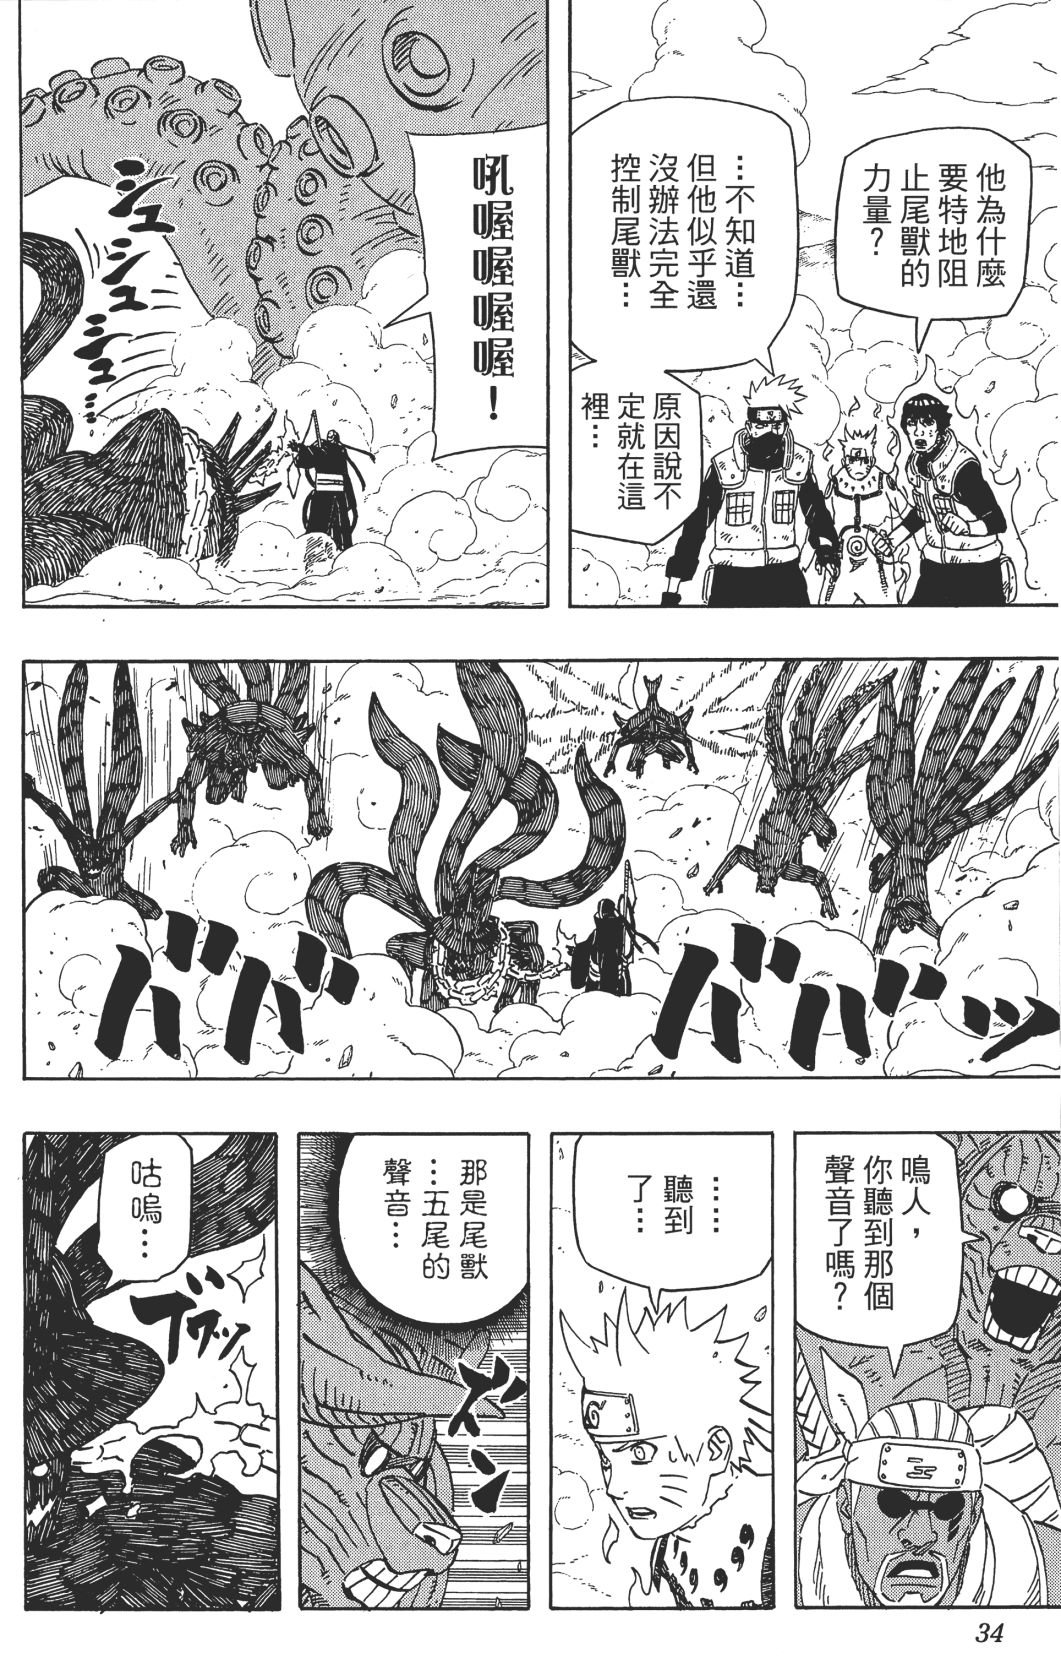 他為什麼
要特地阻
止尾獸的
力量？
…不知道…
但他似乎還
沒辦法完全
控制尾獸…
原因說不
定就在這
裡…
吼喔喔喔喔！
ジュ
ジュ
ジュ…
ババババッ
鳴人，
你聽到那個
聲音了嗎？
……
聽到
了…
那是尾獸
…五尾的
聲音…
ズン
咕嗚…
ブワッ
34